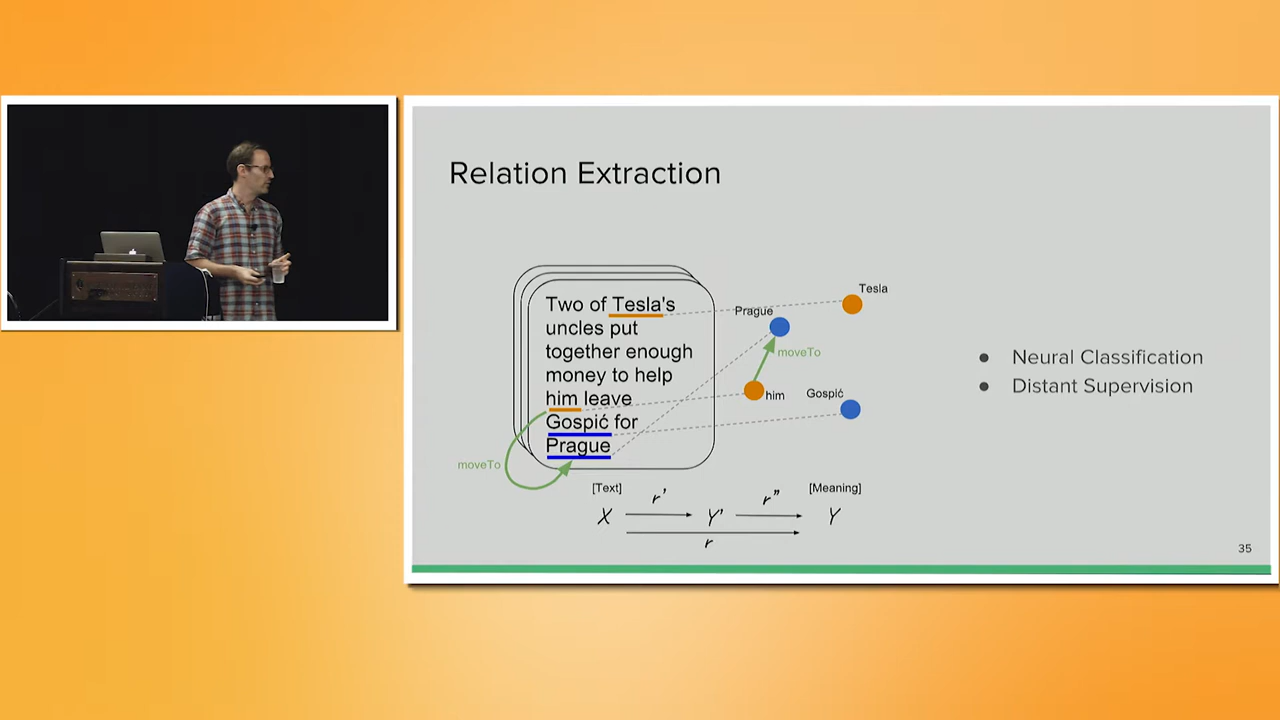 Relation Extraction
Two of Tesla's
uncles put
together enough
money to help
him leave
Gospić for
Prague
moveTo
Tesla
Prague
moveTo
him
Gospić
[Text]
[Meaning]
r'
r"
X
Y'
Y
r
● Neural Classification
● Distant Supervision
35